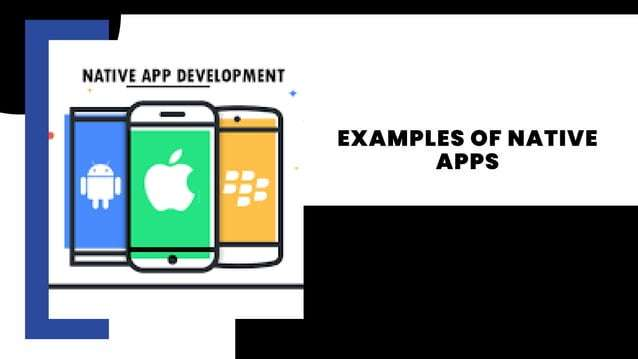 NATIVE APP DEVELOPMENT
EXAMPLES OF NATIVE
APPS